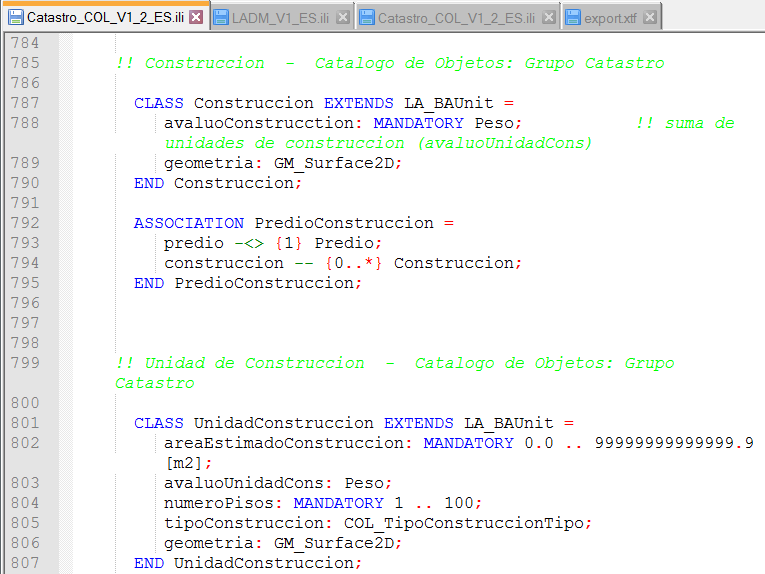 Catastro_COL_V1_2_ES.ili LADM_V1_ES.ili Catastro_COL_V1_2_ES.ili export.xtf
784
785 !! Construccion - Catalogo de Objetos: Grupo Catastro
786
787 CLASS Construccion EXTENDS LA_BAUnit =
788 avaluoConstrucction: MANDATORY Peso; !! suma de
unidades de construccion (avaluoUnidadCons)
789 geometria: GM_Surface2D;
790 END Construccion;
791
792 ASSOCIATION PredioConstruccion =
793 predio -<> {1} Predio;
794 construccion -- {0..*} Construccion;
795 END PredioConstruccion;
796
797
798
799 !! Unidad de Construccion - Catalogo de Objetos: Grupo
Catastro
800
801 CLASS UnidadConstruccion EXTENDS LA_BAUnit =
802 areaEstimadoConstruccion: MANDATORY 0.0 .. 99999999999999.9
[m2];
803 avaluoUnidadCons: Peso;
804 numeroPisos: MANDATORY 1 .. 100;
805 tipoConstruccion: COL_TipoConstruccionTipo;
806 geometria: GM_Surface2D;
807 END UnidadConstruccion;